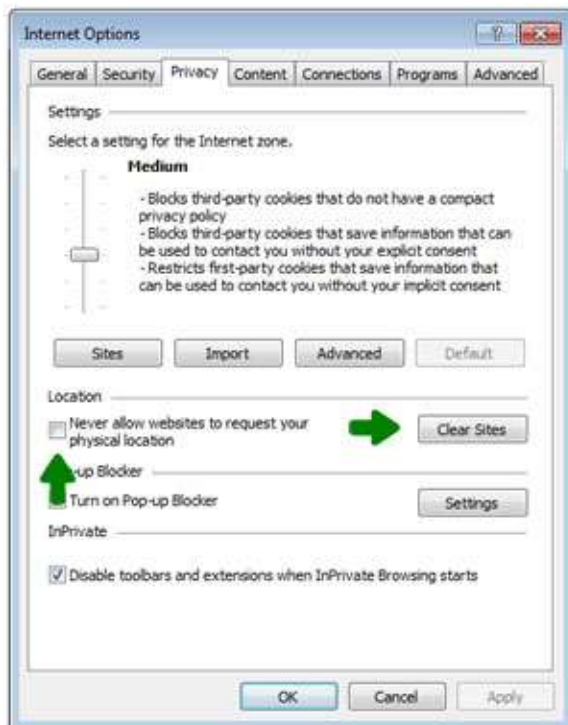 Internet Options
General Security Privacy Content Connections Programs Advanced
Settings
Select a setting for the Internet zone.
Medium
- Blocks third-party cookies that do not have a compact
privacy policy
- Blocks third-party cookies that save information that can
be used to contact you without your explicit consent
- Restricts first-party cookies that save information that
can be used to contact you without your implicit consent
Sites Import Advanced Default
Location
Never allow websites to request your
physical location
Clear Sites
-up Blocker
Turn on Pop-up Blocker
Settings
InPrivate
Disable toolbars and extensions when InPrivate Browsing starts
OK Cancel Apply